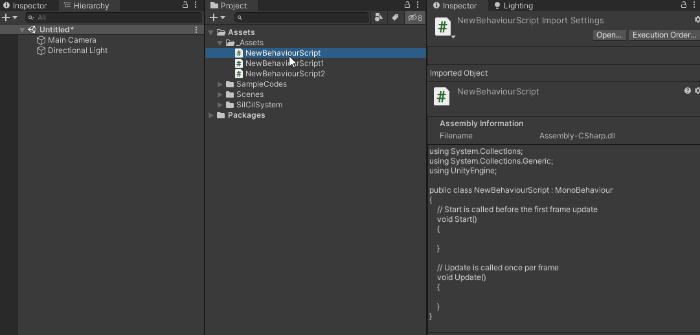 Inspector
Hierarchy
All
Untitled*
Main Camera
Directional Light
Project
8
Assets
_Assets
NewBehaviourScript
NewBehaviourScript1
NewBehaviourScript2
SampleCodes
Scenes
SilCilSystem
Packages
Inspector
Lighting
NewBehaviourScript Import Settings
Open...
Execution Order...
Imported Object
NewBehaviourScript
Assembly Information
Filename Assembly-CSharp.dll
using System.Collections;
using System.Collections.Generic;
using UnityEngine;
public class NewBehaviourScript : MonoBehaviour
{
// Start is called before the first frame update
void Start()
{
}
// Update is called once per frame
void Update()
{
}
}